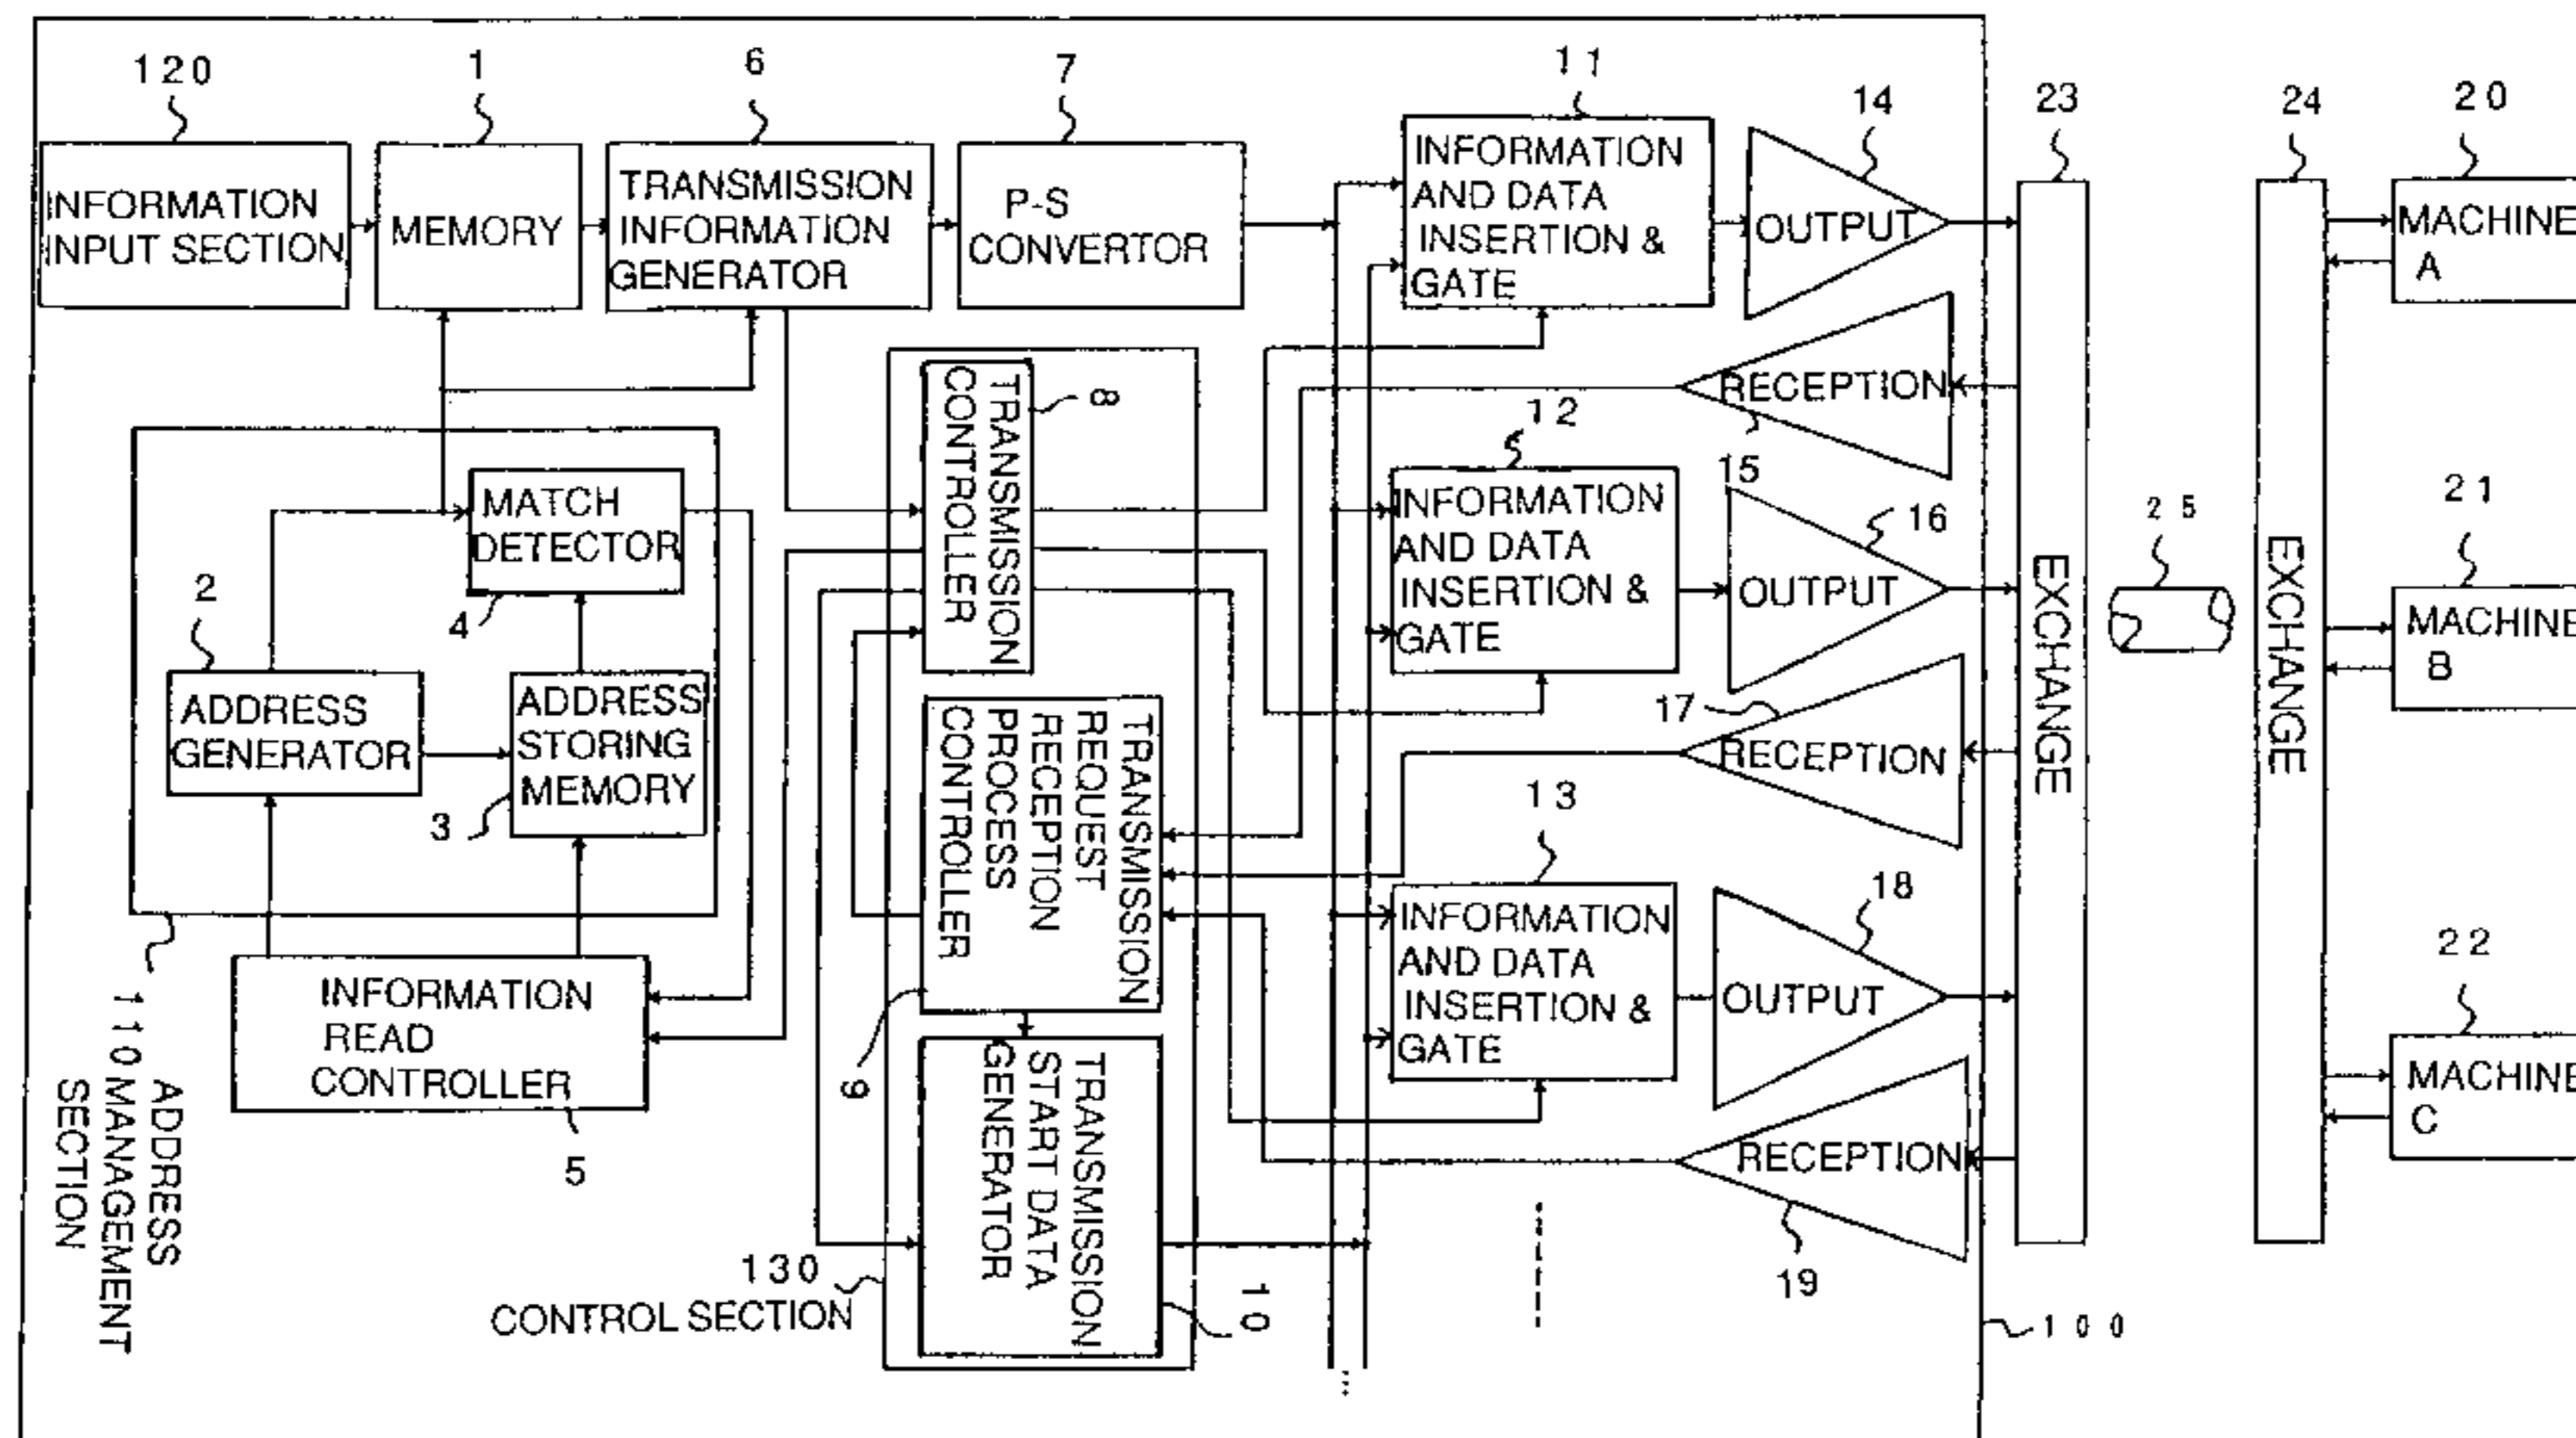 120
1
6
7
11
14
23
24
20
INFORMATION
INPUT SECTION
MEMORY
TRANSMISSION
INFORMATION
GENERATOR
P-S
CONVERTOR
INFORMATION
AND DATA
INSERTION &
GATE
OUTPUT
MACHINE
A
RECEPTION
15
8
TRANSMISSION
CONTROLLER
12
INFORMATION
AND DATA
INSERTION &
GATE
OUTPUT
16
EXCHANGE
25
EXCHANGE
21
MACHINE
B
MATCH
DETECTOR
4
2
ADDRESS
GENERATOR
ADDRESS
STORING
MEMORY
3
TRANSMISSION
REQUEST
RECEPTION
PROCESS
CONTROLLER
9
17
RECEPTION
13
INFORMATION
AND DATA
INSERTION &
GATE
OUTPUT
18
22
MACHINE
C
INFORMATION
READ
CONTROLLER
5
110
ADDRESS
MANAGEMENT
SECTION
TRANSMISSION
START DATA
GENERATOR
10
130
CONTROL SECTION
RECEPTION
19
100